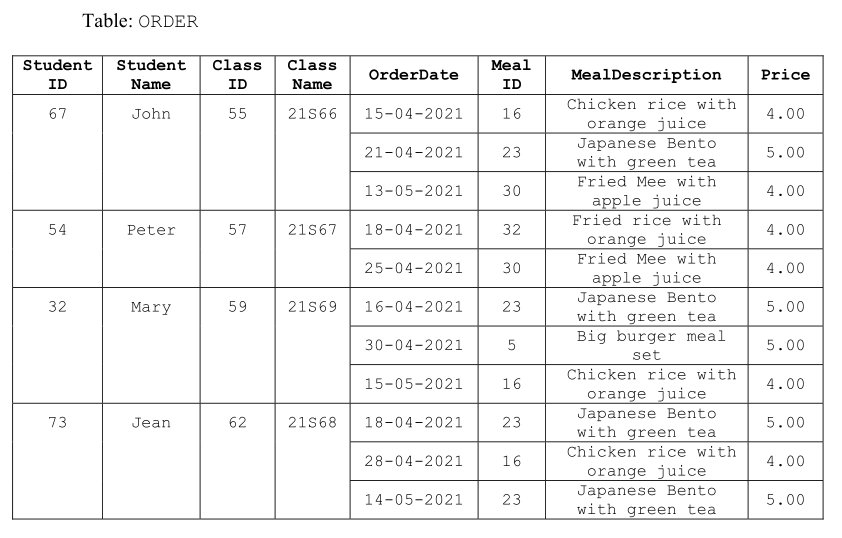 Table: ORDER
Student ID Student Name Class ID Class Name OrderDate Meal ID MealDescription Price
67 John 55 21S66 15-04-2021 16 Chicken rice with orange juice 4.00
21-04-2021 23 Japanese Bento with green tea 5.00
13-05-2021 30 Fried Mee with apple juice 4.00
54 Peter 57 21S67 18-04-2021 32 Fried rice with orange juice 4.00
25-04-2021 30 Fried Mee with apple juice 4.00
32 Mary 59 21S69 16-04-2021 23 Japanese Bento with green tea 5.00
30-04-2021 5 Big burger meal set 5.00
15-05-2021 16 Chicken rice with orange juice 4.00
73 Jean 62 21S68 18-04-2021 23 Japanese Bento with green tea 5.00
28-04-2021 16 Chicken rice with orange juice 4.00
14-05-2021 23 Japanese Bento with green tea 5.00